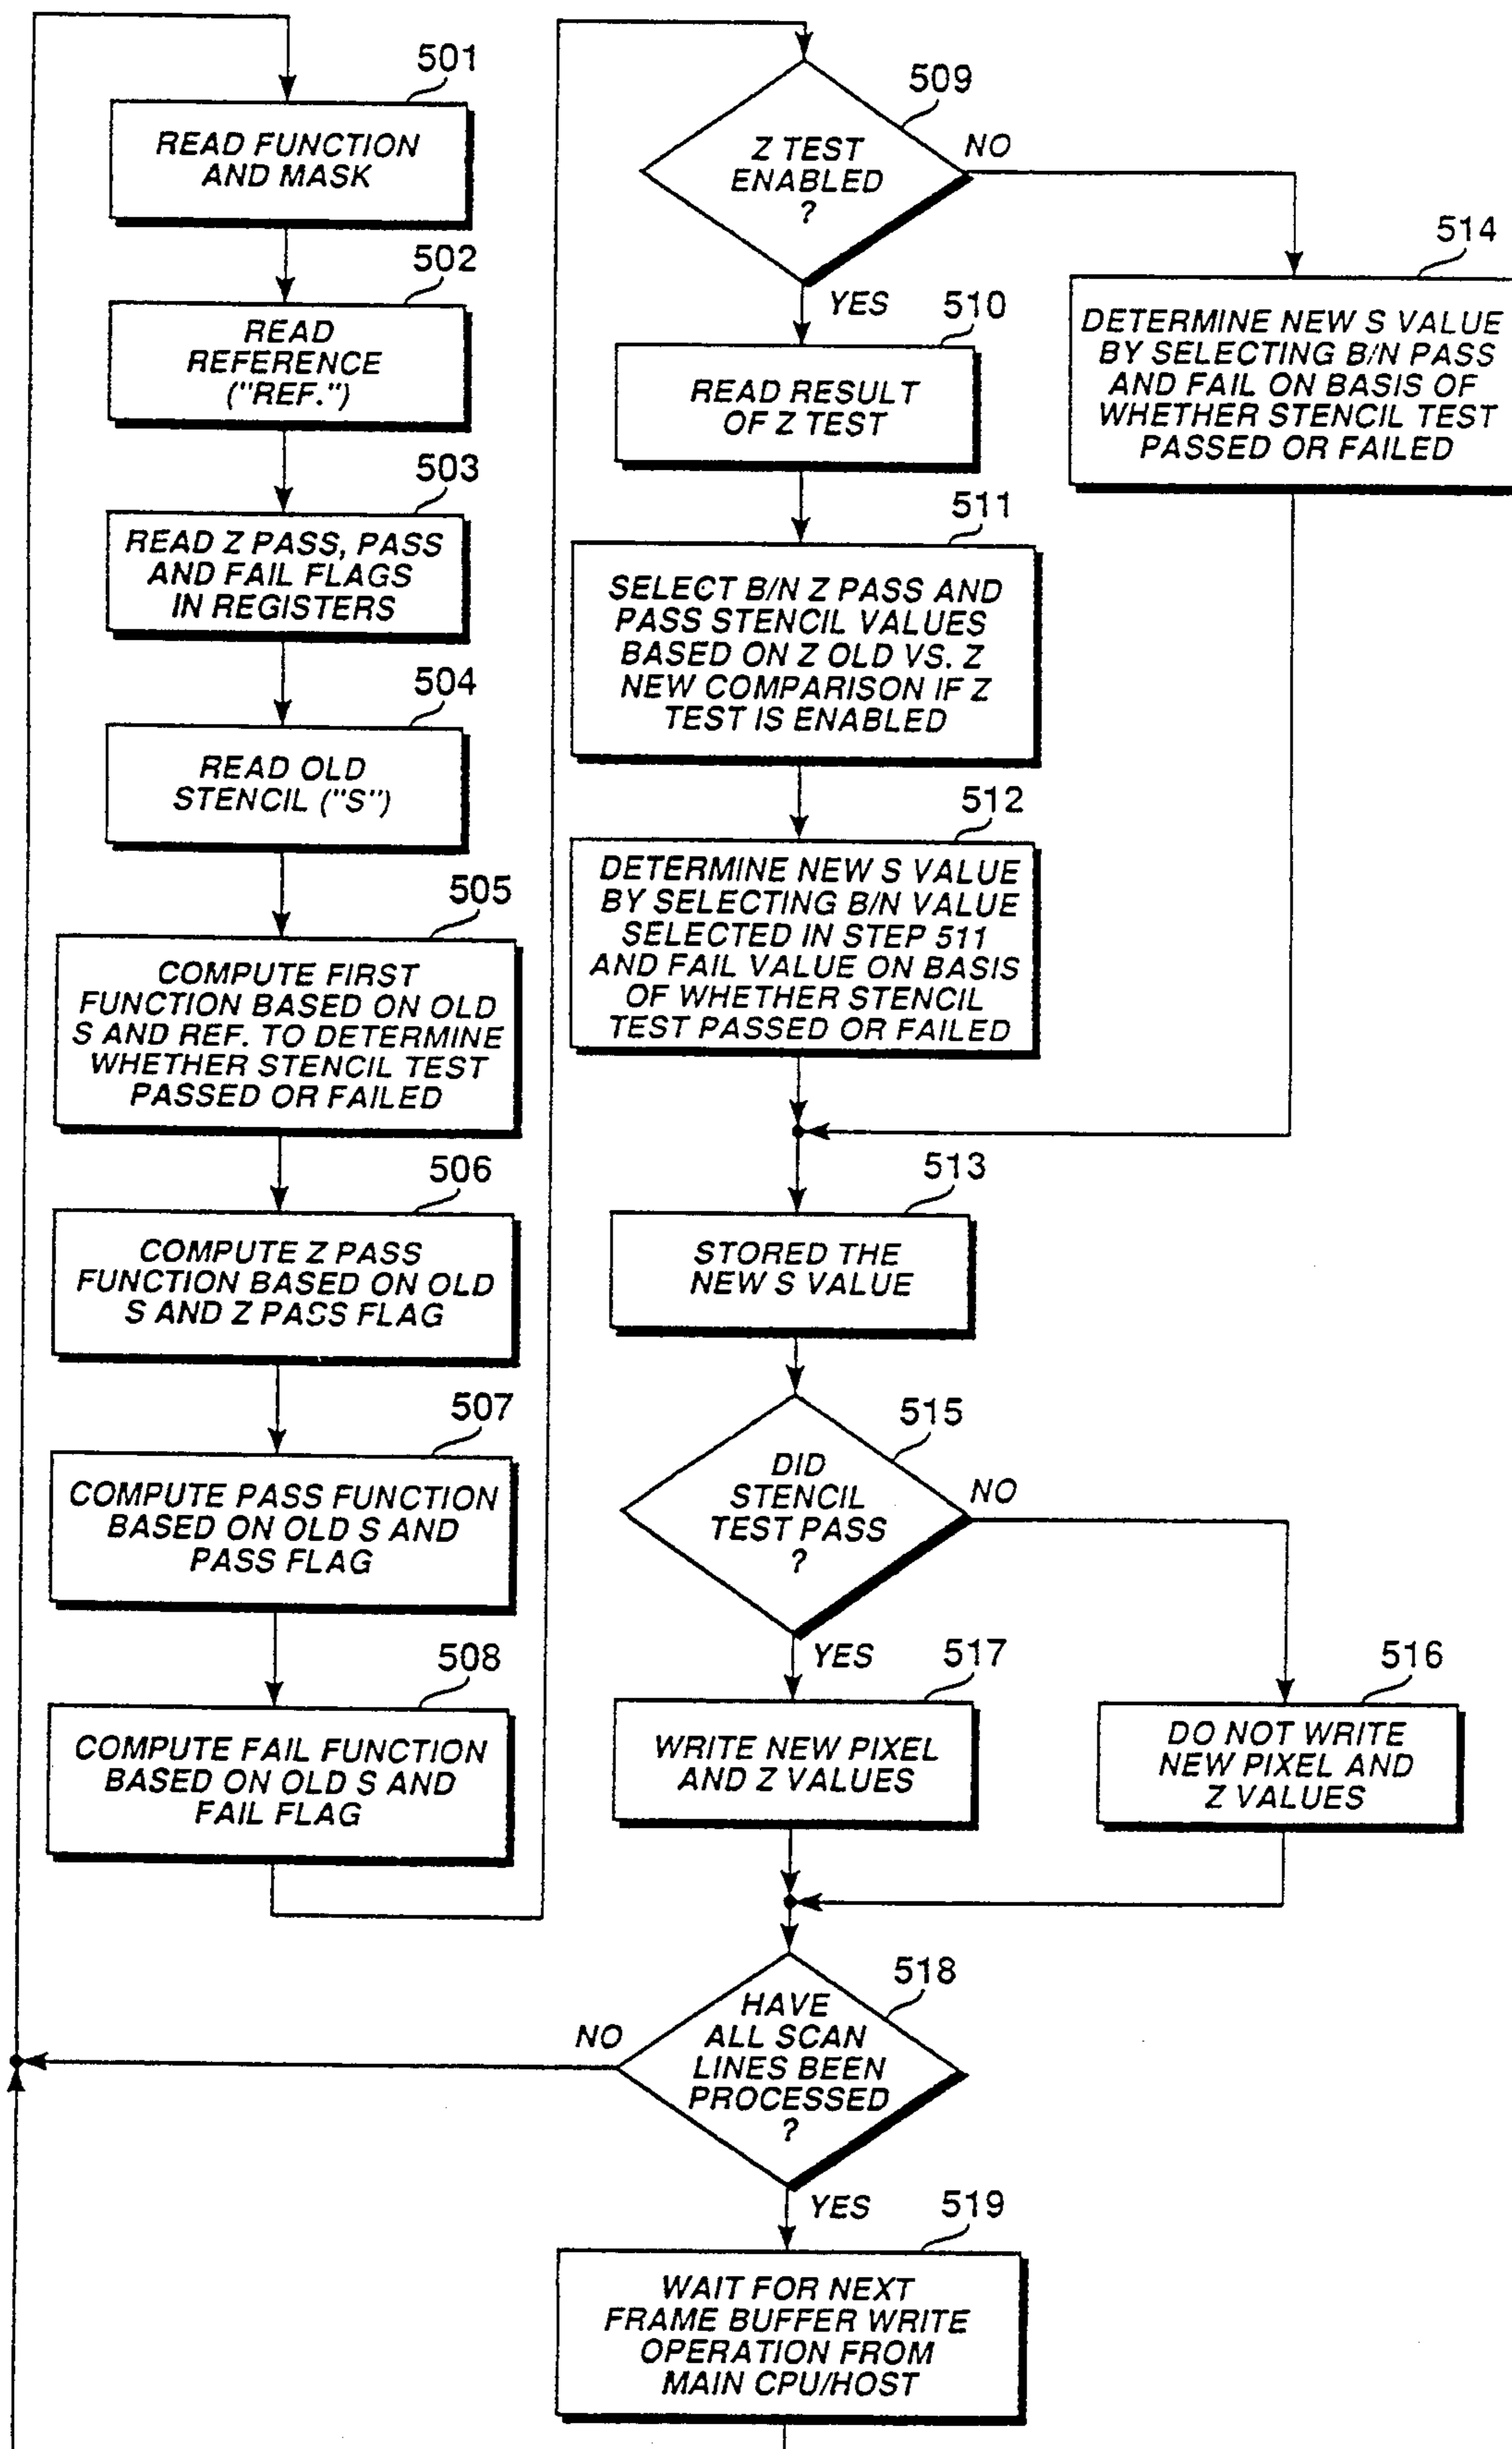 501
READ FUNCTION
AND MASK
502
READ
REFERENCE
("REF.")
503
READ Z PASS, PASS
AND FAIL FLAGS
IN REGISTERS
504
READ OLD
STENCIL ("S")
505
COMPUTE FIRST
FUNCTION BASED ON OLD
S AND REF. TO DETERMINE
WHETHER STENCIL TEST
PASSED OR FAILED
506
COMPUTE Z PASS
FUNCTION BASED ON OLD
S AND Z PASS FLAG
507
COMPUTE PASS FUNCTION
BASED ON OLD S AND
PASS FLAG
508
COMPUTE FAIL FUNCTION
BASED ON OLD S AND
FAIL FLAG
509
Z TEST
ENABLED
?
NO
YES
510
READ RESULT
OF Z TEST
511
SELECT B/N Z PASS AND
PASS STENCIL VALUES
BASED ON Z OLD VS. Z
NEW COMPARISON IF Z
TEST IS ENABLED
512
DETERMINE NEW S VALUE
BY SELECTING B/N VALUE
SELECTED IN STEP 511
AND FAIL VALUE ON BASIS
OF WHETHER STENCIL
TEST PASSED OR FAILED
514
DETERMINE NEW S VALUE
BY SELECTING B/N PASS
AND FAIL ON BASIS OF
WHETHER STENCIL TEST
PASSED OR FAILED
513
STORED THE
NEW S VALUE
515
DID
STENCIL
TEST PASS
?
NO
YES
517
WRITE NEW PIXEL
AND Z VALUES
516
DO NOT WRITE
NEW PIXEL AND
Z VALUES
518
HAVE
ALL SCAN
LINES BEEN
PROCESSED
?
NO
YES
519
WAIT FOR NEXT
FRAME BUFFER WRITE
OPERATION FROM
MAIN CPU/HOST